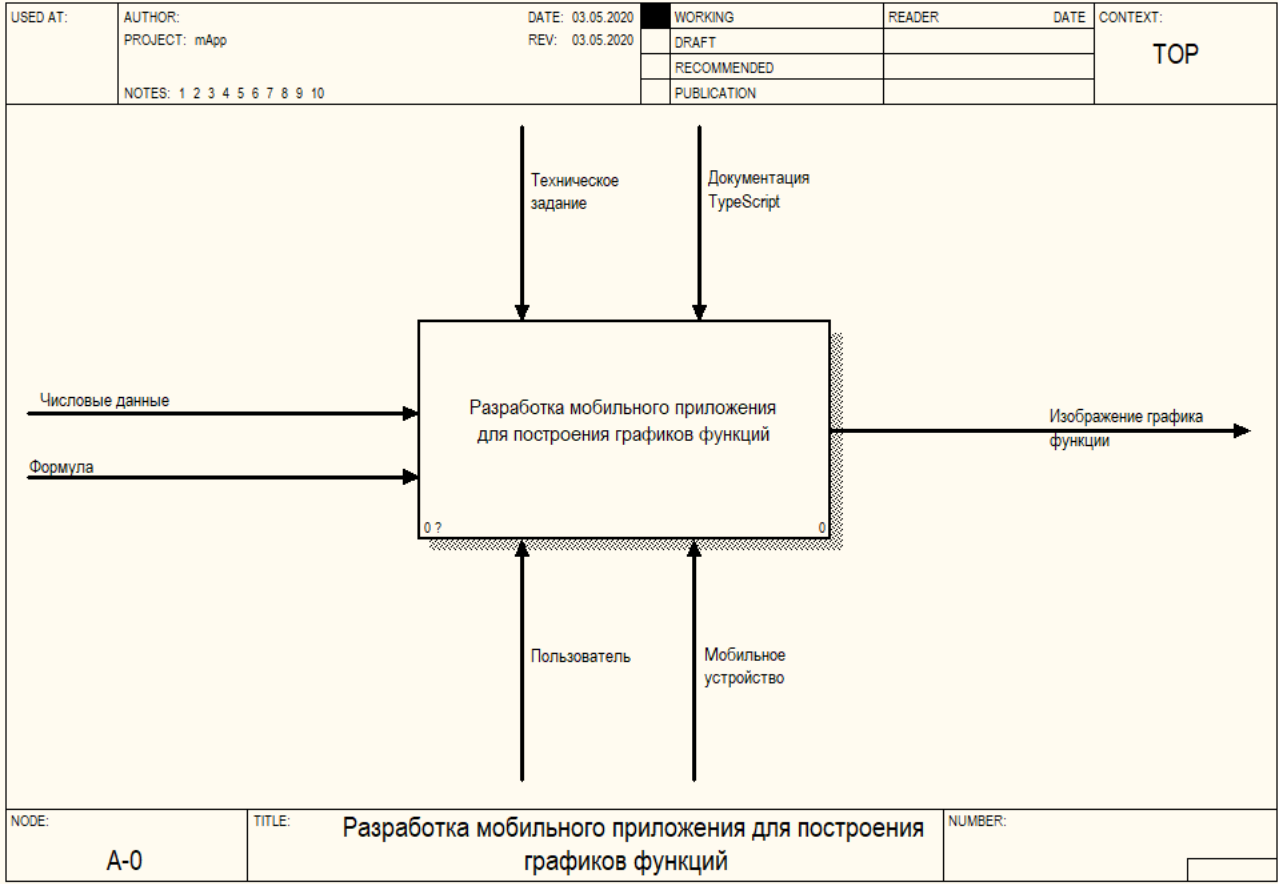 USED AT:
AUTHOR:
DATE: 03.05.2020
WORKING
READER
DATE
CONTEXT:
PROJECT: mApp
REV: 03.05.2020
DRAFT
TOP
RECOMMENDED
NOTES: 1 2 3 4 5 6 7 8 9 10
PUBLICATION
Техническое
задание
Документация
TypeScript
Числовые данные
Формула
Разработка мобильного приложения
для построения графиков функций
0 ?
0
Изображение графика
функции
Пользователь
Мобильное
устройство
NODE:
A-0
TITLE:
Разработка мобильного приложения для построения
графиков функций
NUMBER: